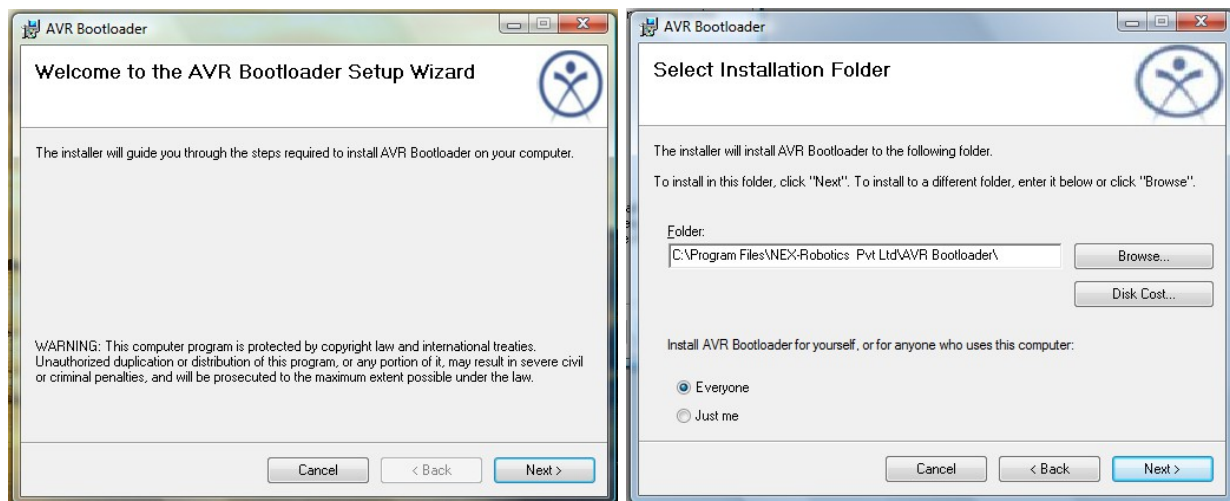 AVR Bootloader
Welcome to the AVR Bootloader Setup Wizard
The installer will guide you through the steps required to install AVR Bootloader on your computer.
WARNING: This computer program is protected by copyright law and international treaties.
Unauthorized duplication or distribution of this program, or any portion of it, may result in severe civil
or criminal penalties, and will be prosecuted to the maximum extent possible under the law.
Cancel
< Back
Next >
AVR Bootloader
Select Installation Folder
The installer will install AVR Bootloader to the following folder.
To install in this folder, click "Next". To install to a different folder, enter it below or click "Browse".
Folder:
C:\Program Files\NEX-Robotics Pvt Ltd\AVR Bootloader\
Browse...
Disk Cost...
Install AVR Bootloader for yourself, or for anyone who uses this computer:
Everyone
Just me
Cancel
< Back
Next >